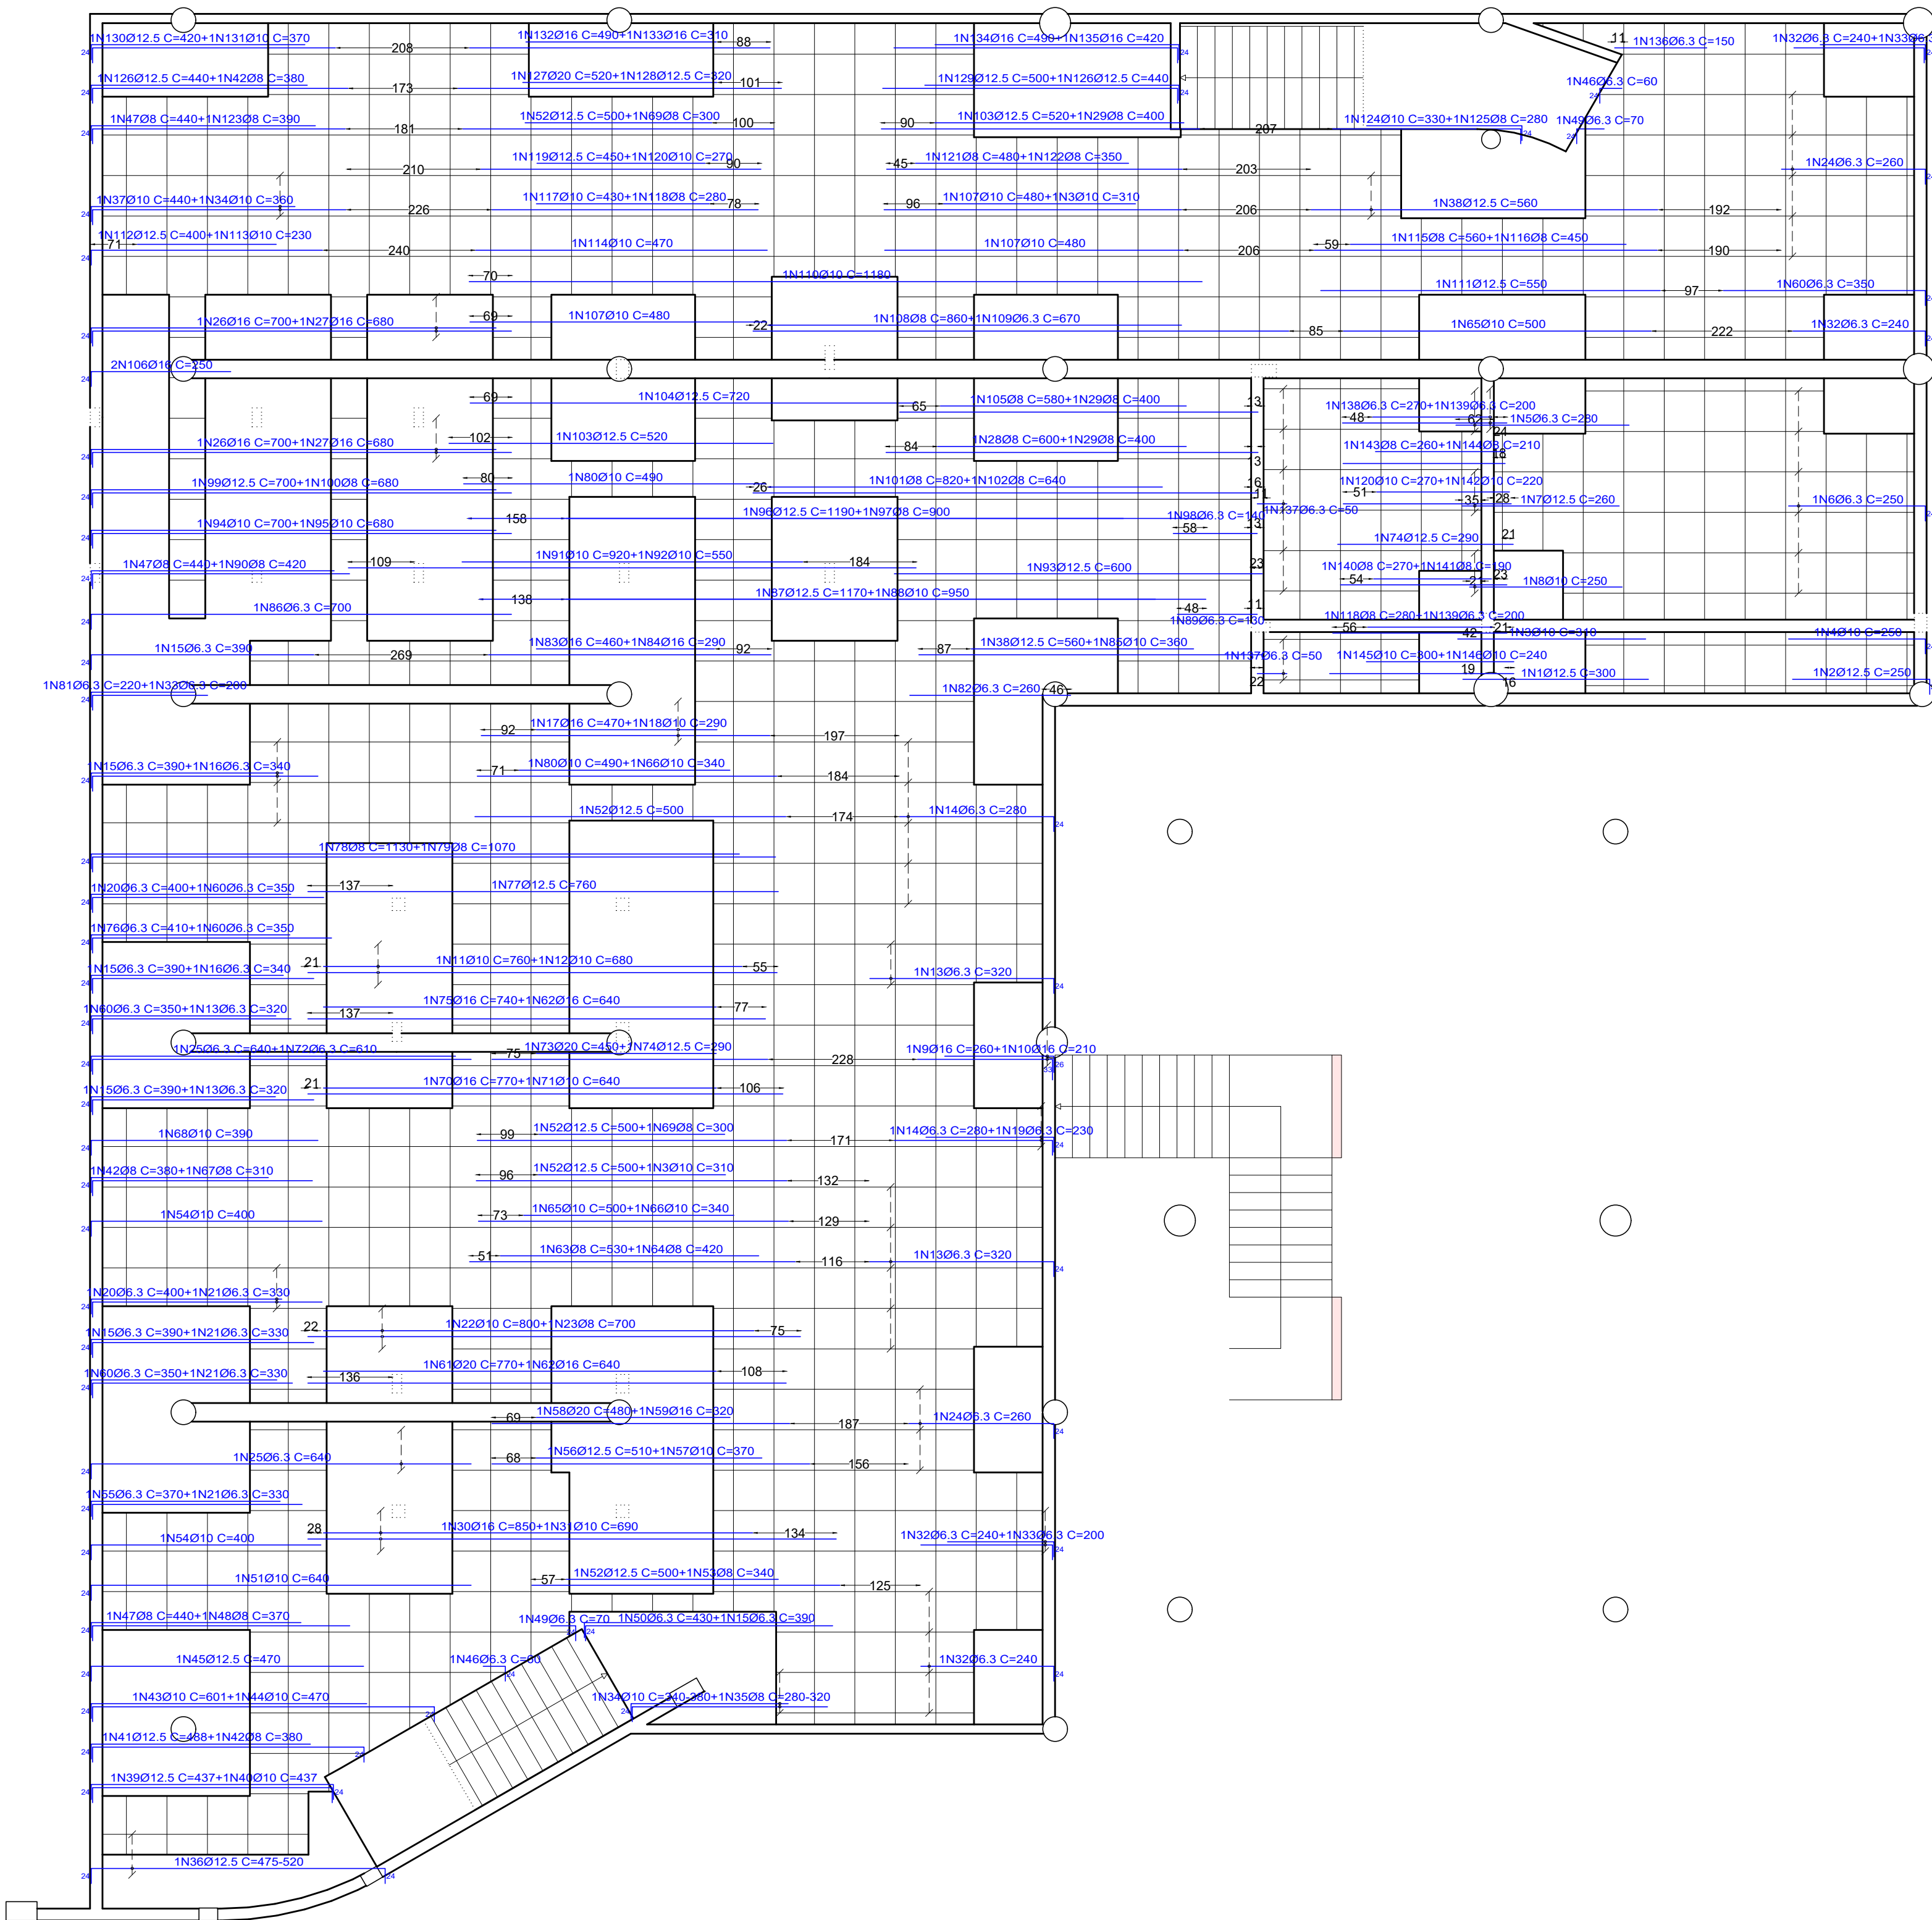 1N130Ø12.5 C=420+1N131Ø10 C=370
208
1N132Ø16 C=490+1N133Ø16 C=310
88
1N134Ø16 C=490+1N135Ø16 C=420
11
1N136Ø6.3 C=150
1N126Ø12.5 C=440+1N42Ø8 C=380
173
1N127Ø20 C=520+1N128Ø12.5 C=320
101
1N129Ø12.5 C=500+1N126Ø12.5 C=440
1N46Ø6.3 C=60
1N47Ø8 C=440+1N123Ø8 C=390
181
1N52Ø12.5 C=500+1N69Ø8 C=300
100
90
1N103Ø12.5 C=520+1N29Ø8 C=400
207
1N124Ø10 C=330+1N125Ø8 C=280
1N49Ø6.3 C=70
210
1N119Ø12.5 C=450+1N120Ø10 C=270
90
45
1N121Ø8 C=480+1N122Ø8 C=350
203
1N24Ø6.3 C=260
1N37Ø10 C=440+1N34Ø10 C=360
226
1N117Ø10 C=430+1N118Ø8 C=280
78
96
1N107Ø10 C=480+1N3Ø10 C=310
206
1N38Ø12.5 C=560
192
1N112Ø12.5 C=400+1N113Ø10 C=230
71
240
1N114Ø10 C=470
1N107Ø10 C=480
206
59
1N115Ø8 C=560+1N116Ø8 C=450
190
70
1N110Ø10 C=1180
1N111Ø12.5 C=550
97
1N60Ø6.3 C=350
1N26Ø16 C=700+1N27Ø16 C=680
69
1N107Ø10 C=480
22
1N108Ø8 C=860+1N109Ø6.3 C=670
85
1N65Ø10 C=500
222
1N32Ø6.3 C=240
2N106Ø16 C=250
69
1N104Ø12.5 C=720
65
1N105Ø8 C=580+1N29Ø8 C=400
13
1N138Ø6.3 C=270+1N139Ø6.3 C=200
48
62
1N5Ø6.3 C=280
24
1N26Ø16 C=700+1N27Ø16 C=680
102
1N103Ø12.5 C=520
84
1N28Ø8 C=600+1N29Ø8 C=400
13
1N143Ø8 C=260+1N144Ø8 C=210
18
1N99Ø12.5 C=700+1N100Ø8 C=680
80
1N80Ø10 C=490
26
1N101Ø8 C=820+1N102Ø8 C=640
16
11
1N120Ø10 C=270+1N142Ø10 C=220
51
35
28
1N7Ø12.5 C=260
1N6Ø6.3 C=250
1N94Ø10 C=700+1N95Ø10 C=680
158
1N96Ø12.5 C=1190+1N97Ø8 C=900
1N98Ø6.3 C=140
58
13
1N137Ø6.3 C=50
1N74Ø12.5 C=290
21
1N47Ø8 C=440+1N90Ø8 C=420
109
1N91Ø10 C=920+1N92Ø10 C=550
184
1N93Ø12.5 C=600
23
1N140Ø8 C=270+1N141Ø8 C=190
54
21
23
1N8Ø10 C=250
1N86Ø6.3 C=700
138
1N87Ø12.5 C=1170+1N88Ø10 C=950
48
11
1N89Ø6.3 C=130
1N118Ø8 C=280+1N139Ø6.3 C=200
56
21
42
1N3Ø10 C=310
1N4Ø10 C=250
1N15Ø6.3 C=390
269
1N83Ø16 C=460+1N84Ø16 C=290
92
87
1N38Ø12.5 C=560+1N85Ø10 C=360
1N137Ø6.3 C=50
22
1N145Ø10 C=300+1N146Ø10 C=240
19
16
1N1Ø12.5 C=300
1N2Ø12.5 C=250
1N81Ø6.3 C=220+1N33Ø6.3 C=200
1N82Ø6.3 C=260
46
92
1N17Ø16 C=470+1N18Ø10 C=290
197
1N15Ø6.3 C=390+1N16Ø6.3 C=340
71
1N80Ø10 C=490+1N66Ø10 C=340
184
1N52Ø12.5 C=500
174
1N14Ø6.3 C=280
1N78Ø8 C=1130+1N79Ø8 C=1070
1N20Ø6.3 C=400+1N60Ø6.3 C=350
137
1N77Ø12.5 C=760
1N76Ø6.3 C=410+1N60Ø6.3 C=350
1N15Ø6.3 C=390+1N16Ø6.3 C=340
21
1N11Ø10 C=760+1N12Ø10 C=680
55
1N13Ø6.3 C=320
1N60Ø6.3 C=350+1N13Ø6.3 C=320
137
1N75Ø16 C=740+1N62Ø16 C=640
77
1N25Ø6.3 C=640+1N72Ø6.3 C=610
75
1N73Ø20 C=450+1N74Ø12.5 C=290
228
1N9Ø16 C=260+1N10Ø16 C=210
1N15Ø6.3 C=390+1N13Ø6.3 C=320
21
1N70Ø16 C=770+1N71Ø10 C=640
106
1N68Ø10 C=390
99
1N52Ø12.5 C=500+1N69Ø8 C=300
171
1N14Ø6.3 C=280+1N19Ø6.3 C=230
1N42Ø8 C=380+1N67Ø8 C=310
96
1N52Ø12.5 C=500+1N3Ø10 C=310
132
1N54Ø10 C=400
73
1N65Ø10 C=500+1N66Ø10 C=340
129
51
1N63Ø8 C=530+1N64Ø8 C=420
116
1N13Ø6.3 C=320
1N20Ø6.3 C=400+1N21Ø6.3 C=330
1N15Ø6.3 C=390+1N21Ø6.3 C=330
22
1N22Ø10 C=800+1N23Ø8 C=700
75
1N60Ø6.3 C=350+1N21Ø6.3 C=330
136
1N61Ø20 C=770+1N62Ø16 C=640
108
69
1N58Ø20 C=480+1N59Ø16 C=320
187
1N24Ø6.3 C=260
1N25Ø6.3 C=640
68
1N56Ø12.5 C=510+1N57Ø10 C=370
156
1N55Ø6.3 C=370+1N21Ø6.3 C=330
1N54Ø10 C=400
28
1N30Ø16 C=850+1N31Ø10 C=690
134
1N32Ø6.3 C=240+1N33Ø6.3 C=200
1N51Ø10 C=640
57
1N52Ø12.5 C=500+1N53Ø8 C=340
125
1N47Ø8 C=440+1N48Ø8 C=370
1N49Ø6.3 C=70
1N50Ø6.3 C=430+1N15Ø6.3 C=390
1N45Ø12.5 C=470
1N46Ø6.3 C=60
1N32Ø6.3 C=240
1N43Ø10 C=601+1N44Ø10 C=470
1N34Ø10 C=340-380+1N35Ø8 C=280-320
1N41Ø12.5 C=488+1N42Ø8 C=380
1N39Ø12.5 C=437+1N40Ø10 C=437
1N36Ø12.5 C=475-520